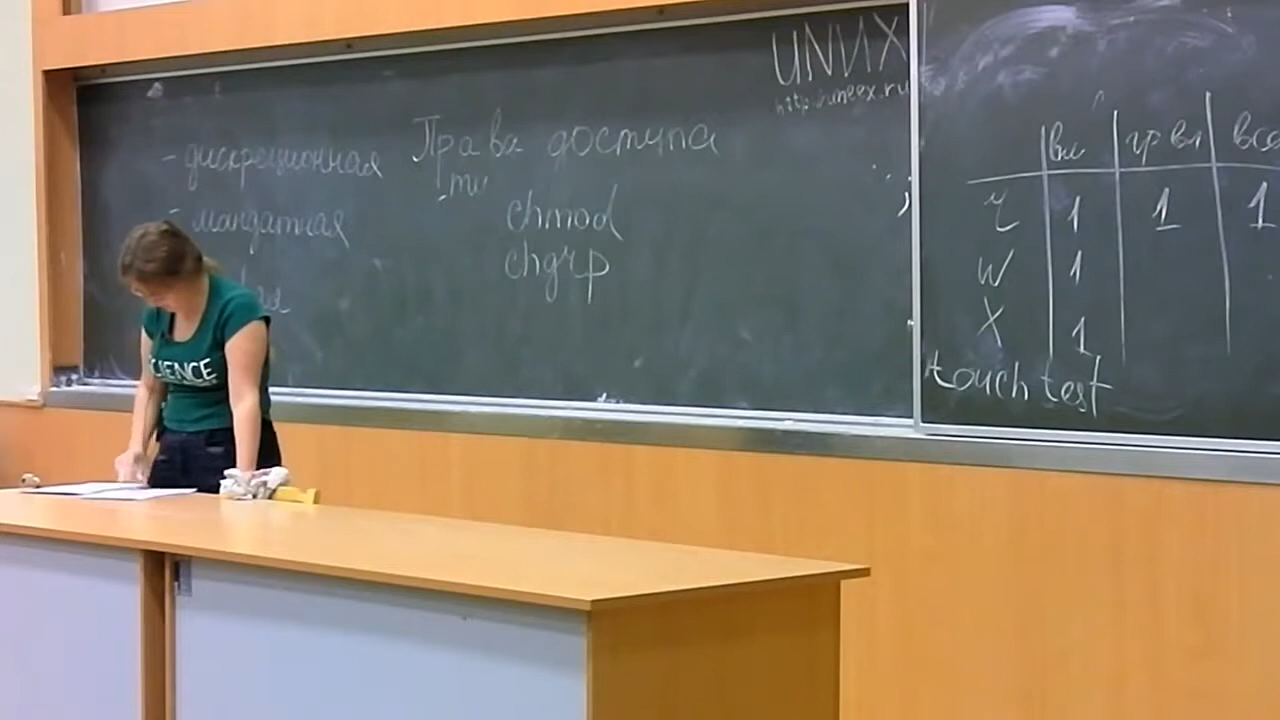 UNIX
http://uneex.ru
Права доступа
- дискреционная
- мандатная
chmod
chgrp
вл гр вл все
r 1 1 1
w 1
x 1
touch test
SCIENCE